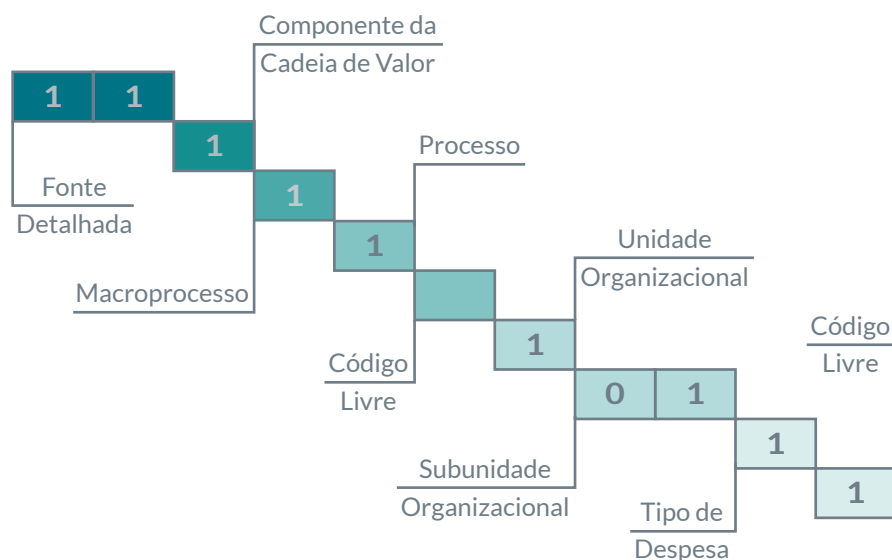 Componente da
Cadeia de Valor
1 1
1
Processo
Fonte
Detalhada
1
1
Unidade
Organizacional
Macroprocesso
1
Código
Livre
Código
Livre
0 1
1
Subunidade
Organizacional
1
Tipo de
Despesa